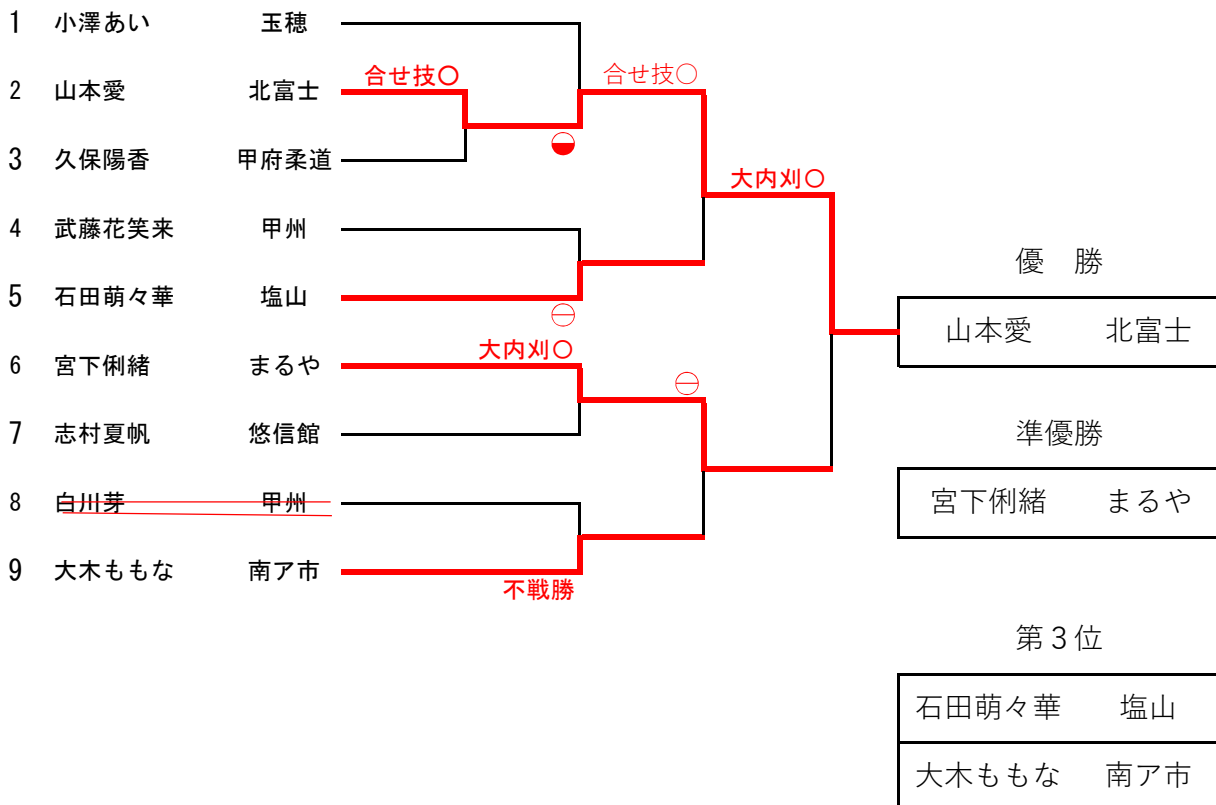 1 小澤あい 玉穂
2 山本愛 北富士 合せ技〇 合せ技〇
3 久保陽香 甲府柔道
大内刈〇
4 武藤花笑来 甲州
優 勝
5 石田萌々華 塩山
山本愛 北富士
6 宮下俐緒 まるや 大内刈〇
7 志村夏帆 悠信館
準優勝
8 白川芽 甲州
宮下俐緒 まるや
9 大木ももな 南ア市
不戦勝
第３位
石田萌々華 塩山
大木ももな 南ア市